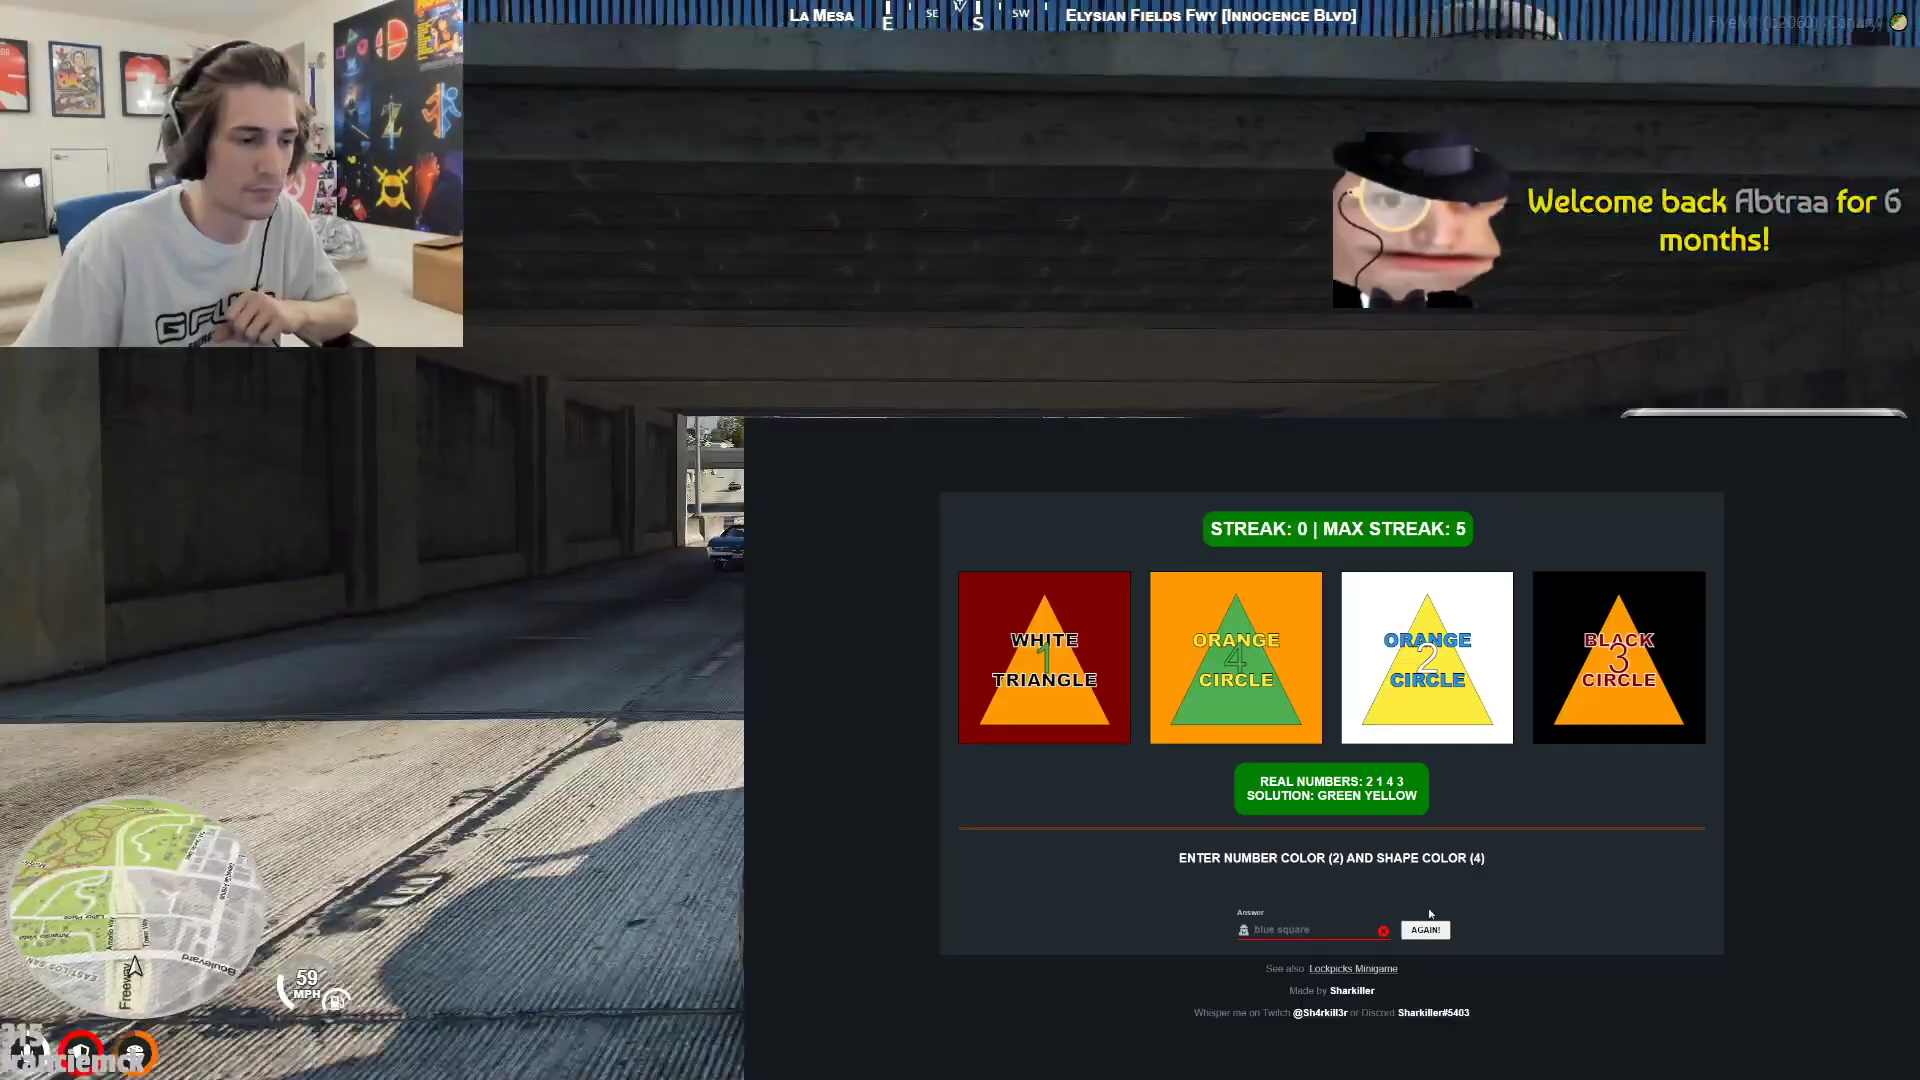 LA MESA
E
SE
S
SW
ELYSIAN FIELDS FWY [INNOCENCE BLVD]
Welcome back Abtraa for 6
months!
STREAK: 0 | MAX STREAK: 5
WHITE
1
TRIANGLE
ORANGE
4
CIRCLE
ORANGE
2
CIRCLE
BLACK
3
CIRCLE
REAL NUMBERS: 2 1 4 3
SOLUTION: GREEN YELLOW
ENTER NUMBER COLOR (2) AND SHAPE COLOR (4)
Answer
blue square
AGAIN!
See also Lockpicks Minigame
Made by Sharkiller
Whisper me on Twitch @Sh4rkill3r or Discord Sharkiller#5403
59
MPH
Freeway
Boulevard
315